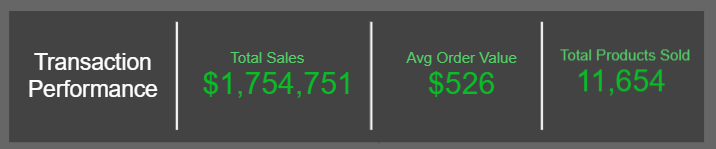 Transaction
Performance
Total Sales
$1,754,751
Avg Order Value
$526
Total Products Sold
11,654